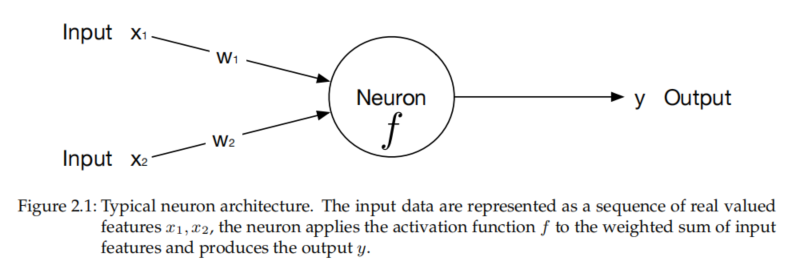 Input x₁
w₁
Neuron
f
y Output
w₂
Input x₂
Figure 2.1: Typical neuron architecture. The input data are represented as a sequence of real valued
features x₁, x₂, the neuron applies the activation function f to the weighted sum of input
features and produces the output y.